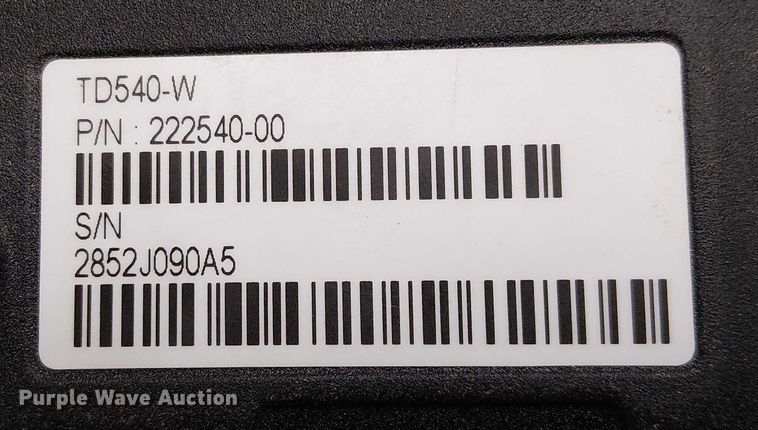 TD540-W
P/N : 222540-00
S/N
2852J090A5
Purple Wave Auction